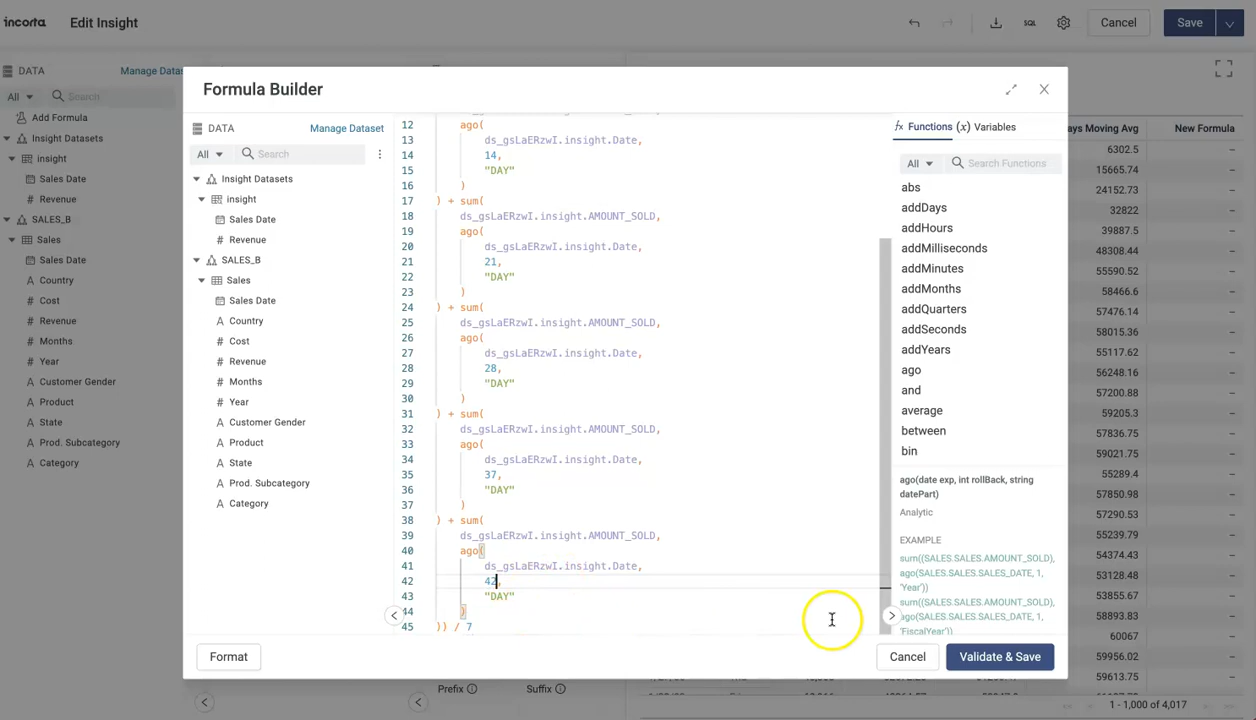 incorta
Edit Insight
SQL
Cancel
Save
DATA
Manage Datas
All
Search
Add Formula
Insight Datasets
insight
Sales Date
Revenue
SALES_B
Sales
Sales Date
Country
Cost
Revenue
Months
Year
Customer Gender
Product
State
Prod. Subcategory
Category
Formula Builder
DATA
Manage Dataset
All
Search
Insight Datasets
insight
Sales Date
Revenue
SALES_B
Sales
Sales Date
Country
Cost
Revenue
Months
Year
Customer Gender
Product
State
Prod. Subcategory
Category
12 ago(
13 ds_gsLaERzwI.insight.Date,
14 14,
15 "DAY"
16 )
17 ) + sum(
18 ds_gsLaERzwI.insight.AMOUNT_SOLD,
19 ago(
20 ds_gsLaERzwI.insight.Date,
21 21,
22 "DAY"
23 )
24 ) + sum(
25 ds_gsLaERzwI.insight.AMOUNT_SOLD,
26 ago(
27 ds_gsLaERzwI.insight.Date,
28 28,
29 "DAY"
30 )
31 ) + sum(
32 ds_gsLaERzwI.insight.AMOUNT_SOLD,
33 ago(
34 ds_gsLaERzwI.insight.Date,
35 37,
36 "DAY"
37 )
38 ) + sum(
39 ds_gsLaERzwI.insight.AMOUNT_SOLD,
40 ago(
41 ds_gsLaERzwI.insight.Date,
42 42,
43 "DAY"
44 )
45 )) / 7
fx Functions (x) Variables
All
Search Functions
abs
addDays
addHours
addMilliseconds
addMinutes
addMonths
addQuarters
addSeconds
addYears
ago
and
average
between
bin
ago(date exp, int rollBack, string
datePart)
Analytic
EXAMPLE
sum((SALES.SALES.AMOUNT_SOLD),
ago(SALES.SALES.SALES_DATE, 1,
'Year'))
sum((SALES.SALES.AMOUNT_SOLD),
ago(SALES.SALES.SALES_DATE, 1,
'FiscalYear'))
Format
Cancel
Validate & Save
Prefix
Suffix
ays Moving Avg New Formula
6302.5 –
15665.74 –
24152.73 –
32822 –
39887.5 –
48308.44 –
55590.52 –
58466.6 –
57476.14 –
58015.36 –
55117.62 –
56248.16 –
57200.88 –
59205.3 –
57836.75 –
59021.75 –
55289.4 –
57850.98 –
57290.53 –
55239.79 –
54374.43 –
53128.48 –
53855.67 –
58893.83 –
60067 –
59956.02 –
59613.75 –
1 - 1,000 of 4,017